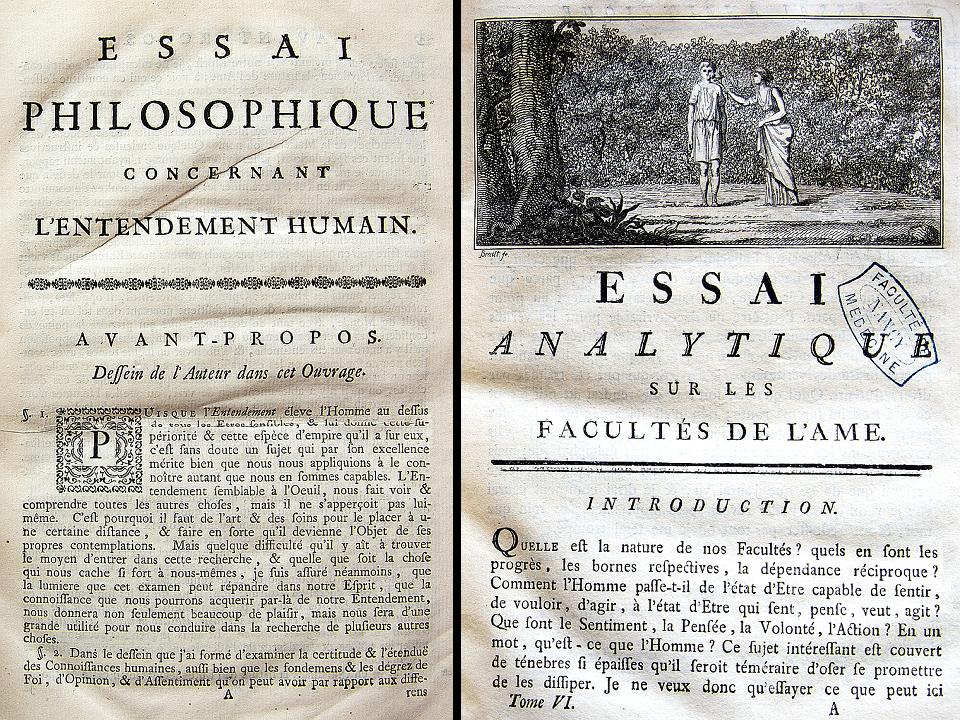 ESSAI
PHILOSOPHIQUE
CONCERNANT
L'ENTENDEMENT HUMAIN.
AVANT-PROPOS.
Deſſein de l'Auteur dans cet Ouvrage.
§. 1. PUISQUE l'Entendement éleve l'Homme au deſſus
de tous les Etres ſenſibles, & lui donne cette ſu-
périorité & cette eſpèce d'empire qu'il a ſur eux,
c'eſt ſans doute un ſujet qui par ſon excellence
mérite bien que nous nous appliquions à le con-
noître autant que nous en ſommes capables. L'En-
tendement ſemblable à l'Oeuil, nous fait voir &
comprendre toutes les autres choſes, mais il ne s'apperçoit pas lui-
même. C'eſt pourquoi il faut de l'art & des ſoins pour le placer à u-
ne certaine diſtance, & faire en ſorte qu'il devienne l'Objet de ſes
propres contemplations. Mais quelque difficulté qu'il y aît à trouver
le moyen d'entrer dans cette recherche, & quelle que ſoit la choſe
qui nous cache ſi fort à nous-mêmes, je ſuis aſſuré néanmoins, que
la lumiere que cet examen peut répandre dans notre Eſprit, que la
connoiſſance que nous pourrons acquerir par-là de notre Entendement,
nous donnera non ſeulement beaucoup de plaiſir, mais nous ſera d'une
grande utilité pour nous conduire dans la recherche de pluſieurs autres
choſes.
§. 2. Dans le deſſein que j'ai formé d'examiner la certitude & l'étenduë
des Connoiſſances humaines, auſſi bien que les fondemens & les dégrez de
Foi, d'Opinion, & d'Aſſentiment qu'on peut avoir par rapport aux diffe-
A rens
ESSAI
ANALYTIQUE
SUR LES
FACULTÉS DE L'AME.
FACULTÉ
NANCY
MEDECINE
INTRODUCTION.
QUELLE eſt la nature de nos Facultés? quels en ſont les
progrès, les bornes reſpectives, la dépendance réciproque?
Comment l'Homme paſſe-t-il de l'état d'Etre capable de ſentir,
de vouloir, d'agir, à l'état d'Etre qui ſent, penſe, veut, agit?
Que ſont le Sentiment, la Penſée, la Volonté, l'Action? En un
mot, qu'eſt-ce que l'Homme? Ce ſujet intéreſſant eſt couvert
de ténebres ſi épaiſſes qu'il ſeroit téméraire d'oſer ſe promettre
de les diſſiper. Je ne veux donc qu'eſſayer ce que peut ici
Tome VI. A